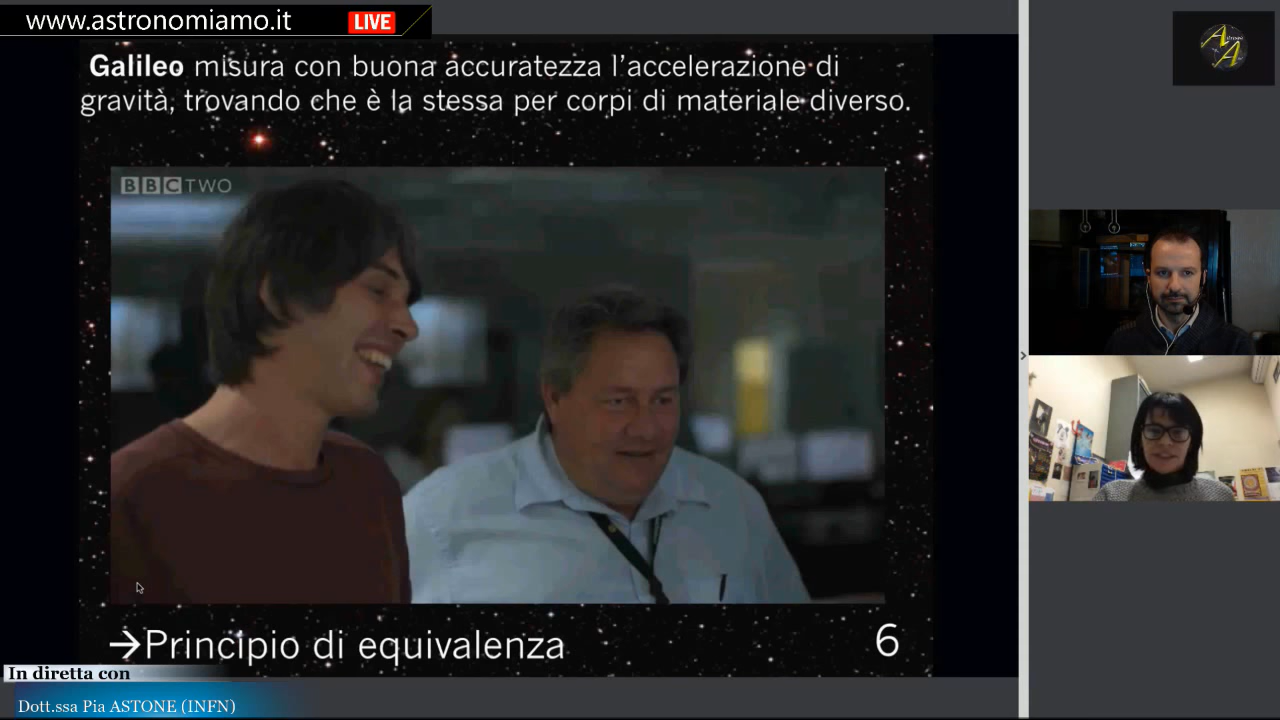 www.astronomiamo.it LIVE
Galileo misura con buona accuratezza l'accelerazione di
gravità, trovando che è la stessa per corpi di materiale diverso.
BBC TWO
→Principio di equivalenza
6
In diretta con
Dott.ssa Pia ASTONE (INFN)